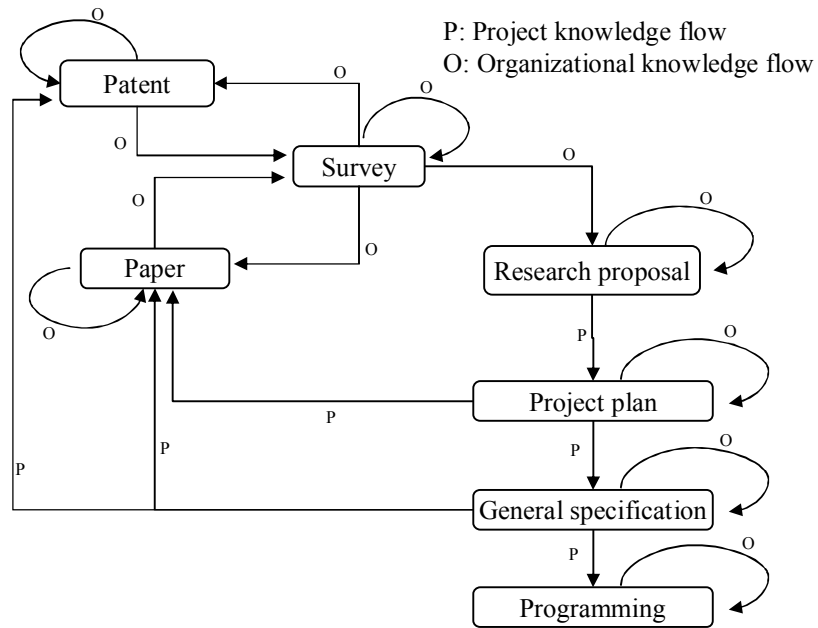 O
P: Project knowledge flow
O: Organizational knowledge flow
Patent
O
O
O
Survey
O
O
O
O
Paper
O
Research proposal
O
P
O
Project plan
P
P
O
P
P
General specification
P
O
Programming